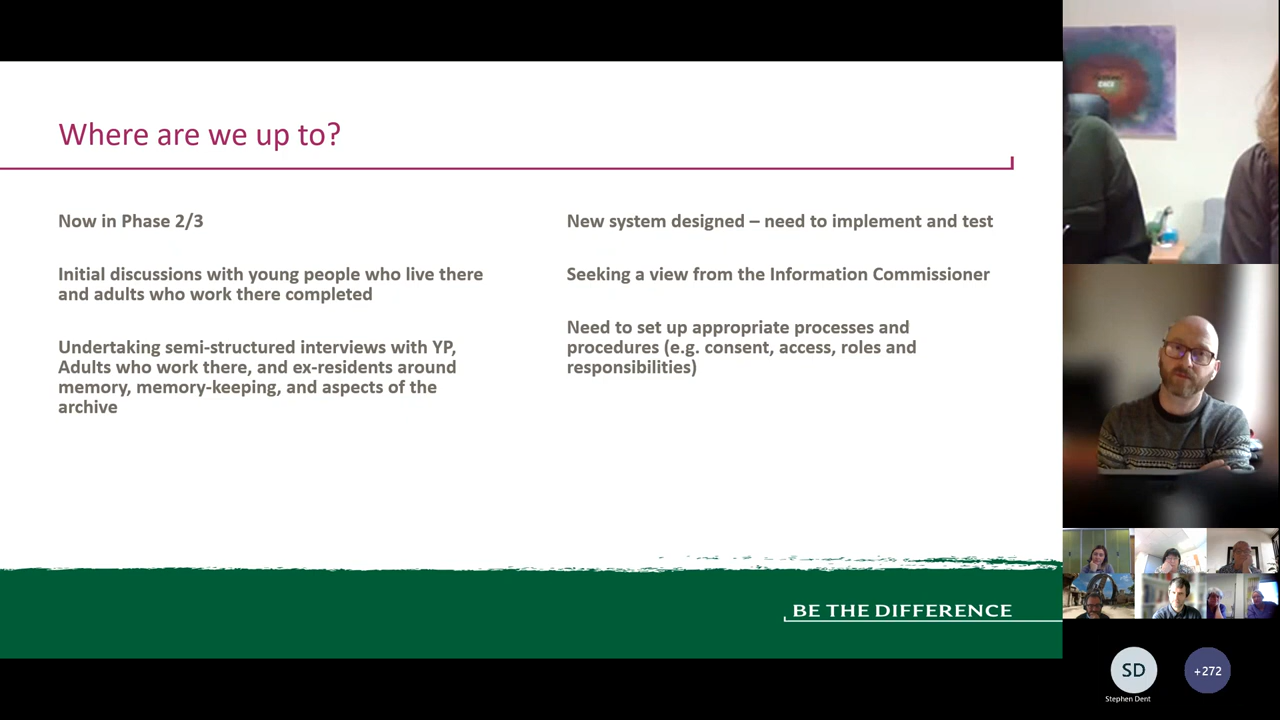 Where are we up to?
Now in Phase 2/3
Initial discussions with young people who live there
and adults who work there completed
Undertaking semi-structured interviews with YP,
Adults who work there, and ex-residents around
memory, memory-keeping, and aspects of the
archive
New system designed – need to implement and test
Seeking a view from the Information Commissioner
Need to set up appropriate processes and
procedures (e.g. consent, access, roles and
responsibilities)
BE THE DIFFERENCE
SD
Stephen Dent
+272